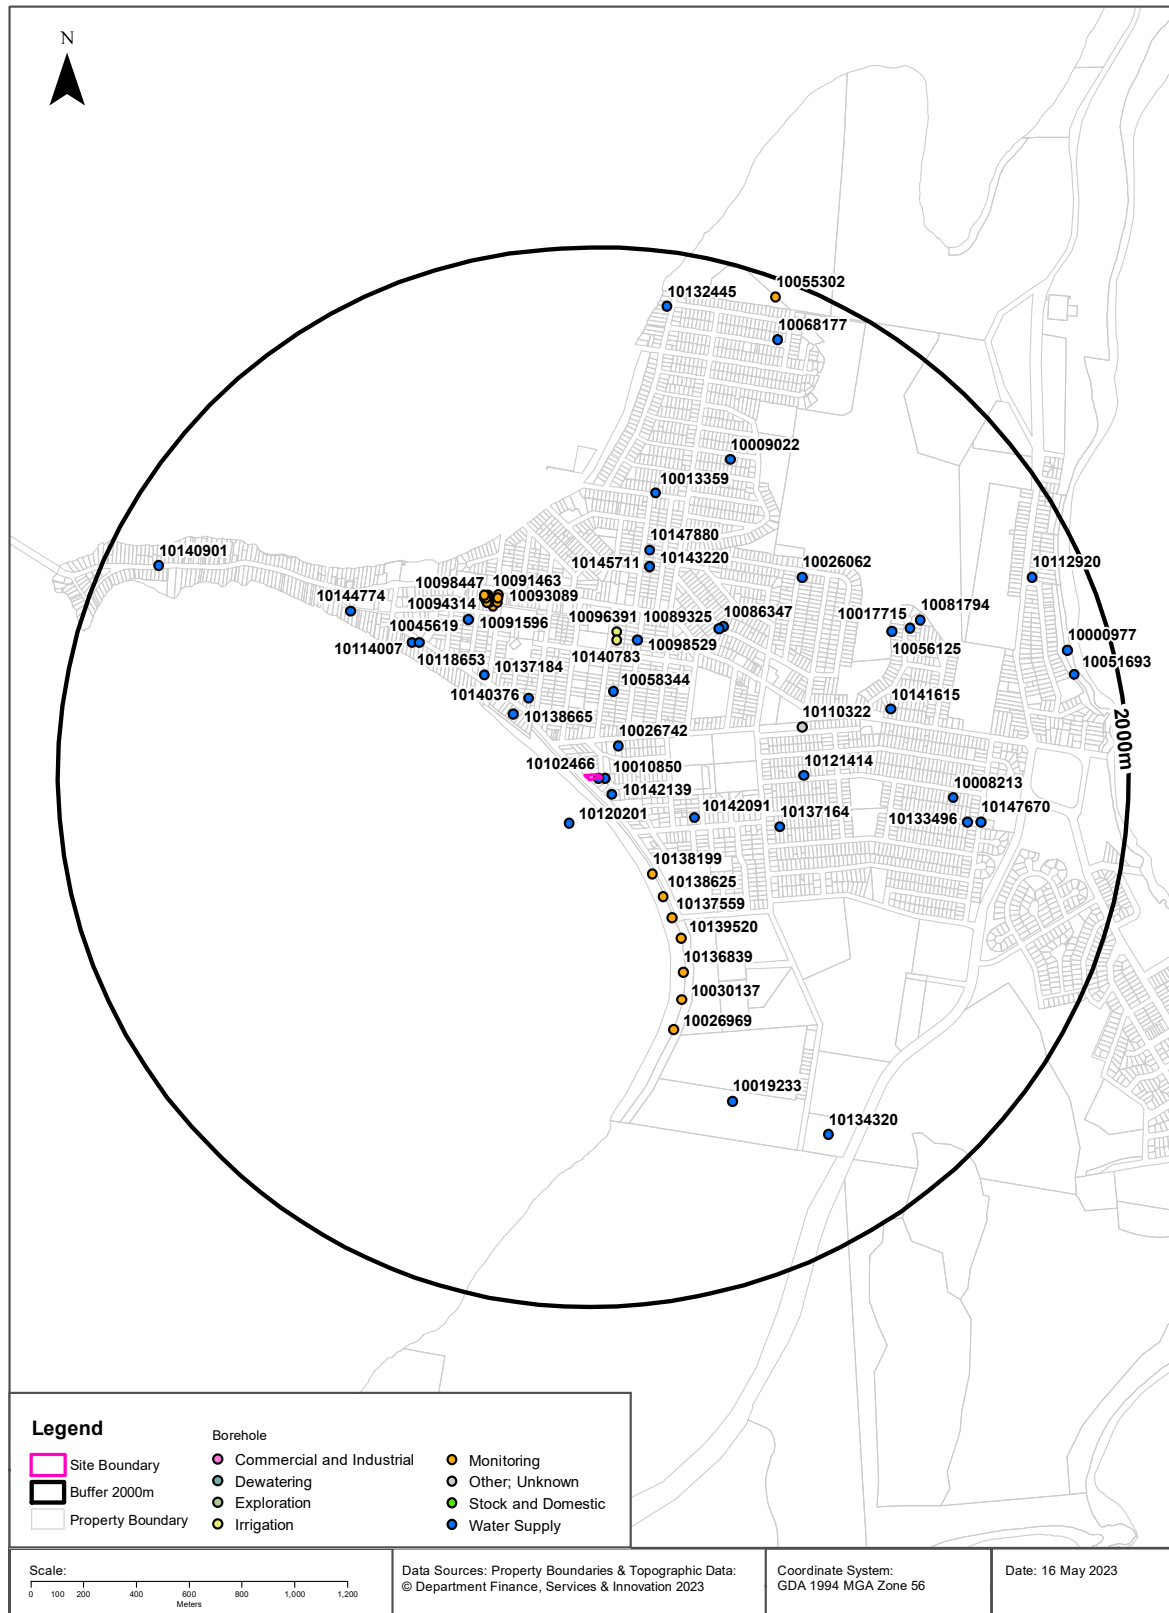 N
10055302
10132445
10068177
10009022
10013359
10147880
10145711 10143220
10026062
10112920
10140901
10098447 10091463
10144774
10094314 10093089
10045619
10091596
10096391 10089325 10086347
10017715 10081794
10114007
10118653
10137184
10140783
10098529
10056125
10000977
10051693
10140376
10138665
10058344
10141615
10110322
2000m
10026742
10102466 10010850
10121414
10142139
10008213
10120201
10142091
10137164
10133496 10147670
10138199
10138625
10137559
10139520
10136839
10030137
10026969
10019233
10134320
Legend
Site Boundary
Buffer 2000m
Property Boundary
Borehole
Commercial and Industrial
Dewatering
Exploration
Irrigation
Monitoring
Other; Unknown
Stock and Domestic
Water Supply
Scale:
0 100 200 400 600 800 1,000 1,200
Meters
Data Sources: Property Boundaries & Topographic Data:
© Department Finance, Services & Innovation 2023
Coordinate System:
GDA 1994 MGA Zone 56
Date: 16 May 2023